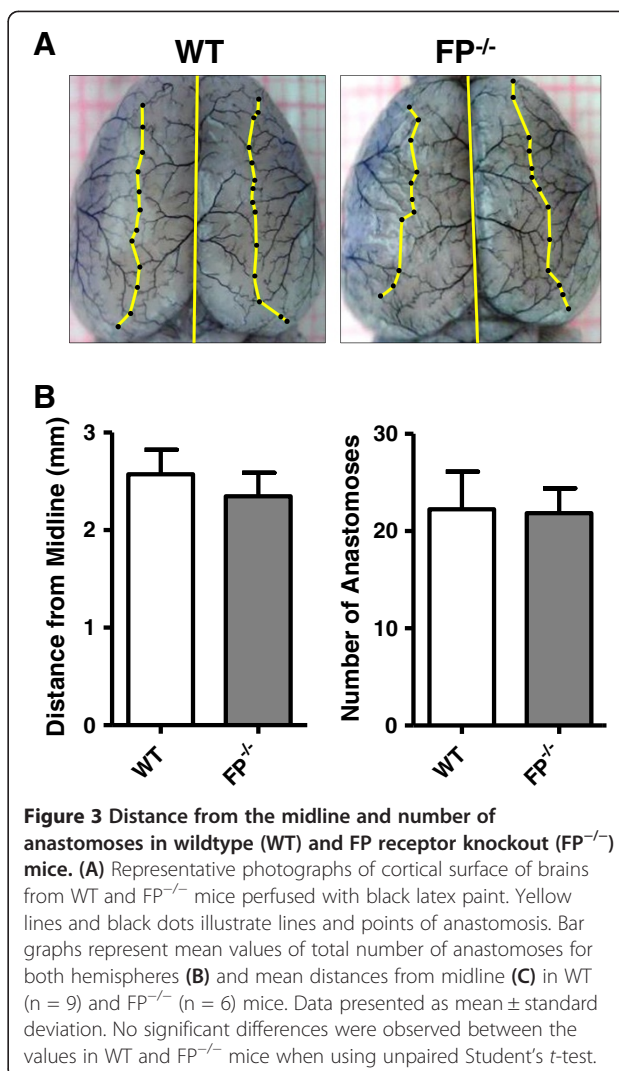 A
WT
FP-/-
B
Distance from Midline (mm)
3
2
1
0
WT
FP-/-
Number of Anastomoses
30
20
10
0
WT
FP-/-
Figure 3 Distance from the midline and number of
anastomoses in wildtype (WT) and FP receptor knockout (FP−/−)
mice. (A) Representative photographs of cortical surface of brains
from WT and FP−/− mice perfused with black latex paint. Yellow
lines and black dots illustrate lines and points of anastomosis. Bar
graphs represent mean values of total number of anastomoses for
both hemispheres (B) and mean distances from midline (C) in WT
(n = 9) and FP−/− (n = 6) mice. Data presented as mean ± standard
deviation. No significant differences were observed between the
values in WT and FP−/− mice when using unpaired Student’s t-test.